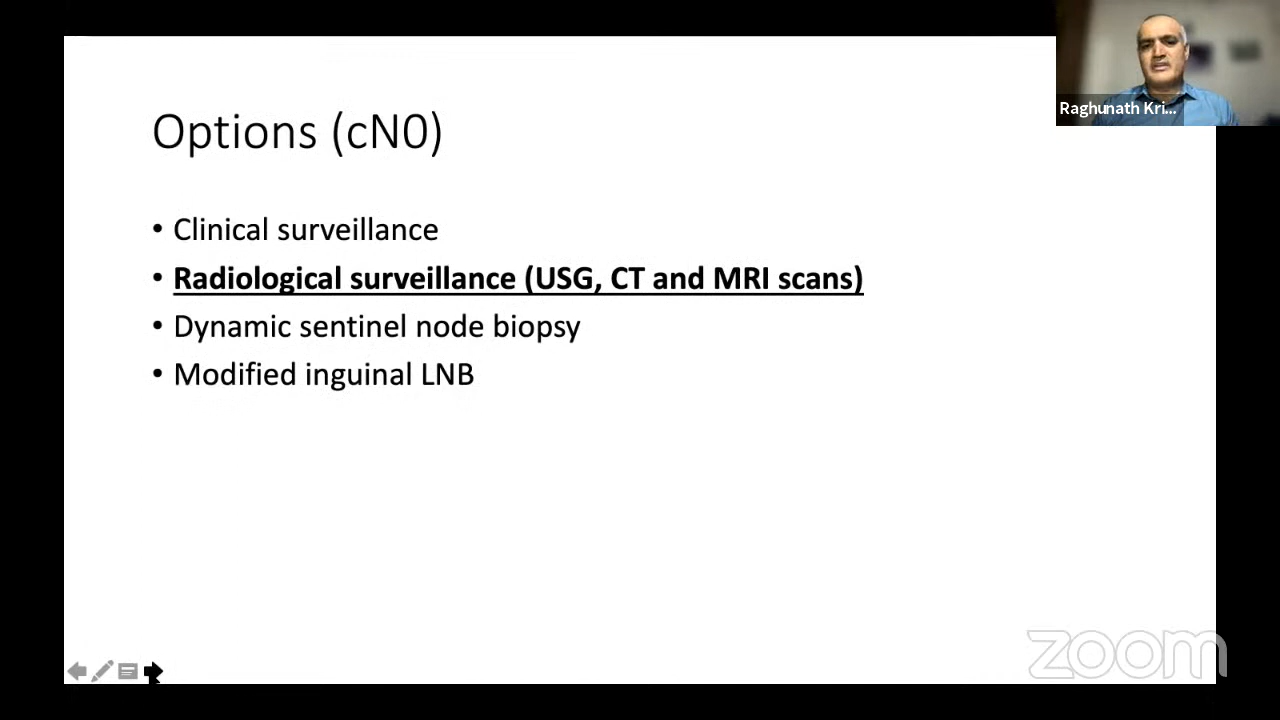 Raghunath Kri...
Options (cN0)
• Clinical surveillance
• Radiological surveillance (USG, CT and MRI scans)
• Dynamic sentinel node biopsy
• Modified inguinal LNB
zoom